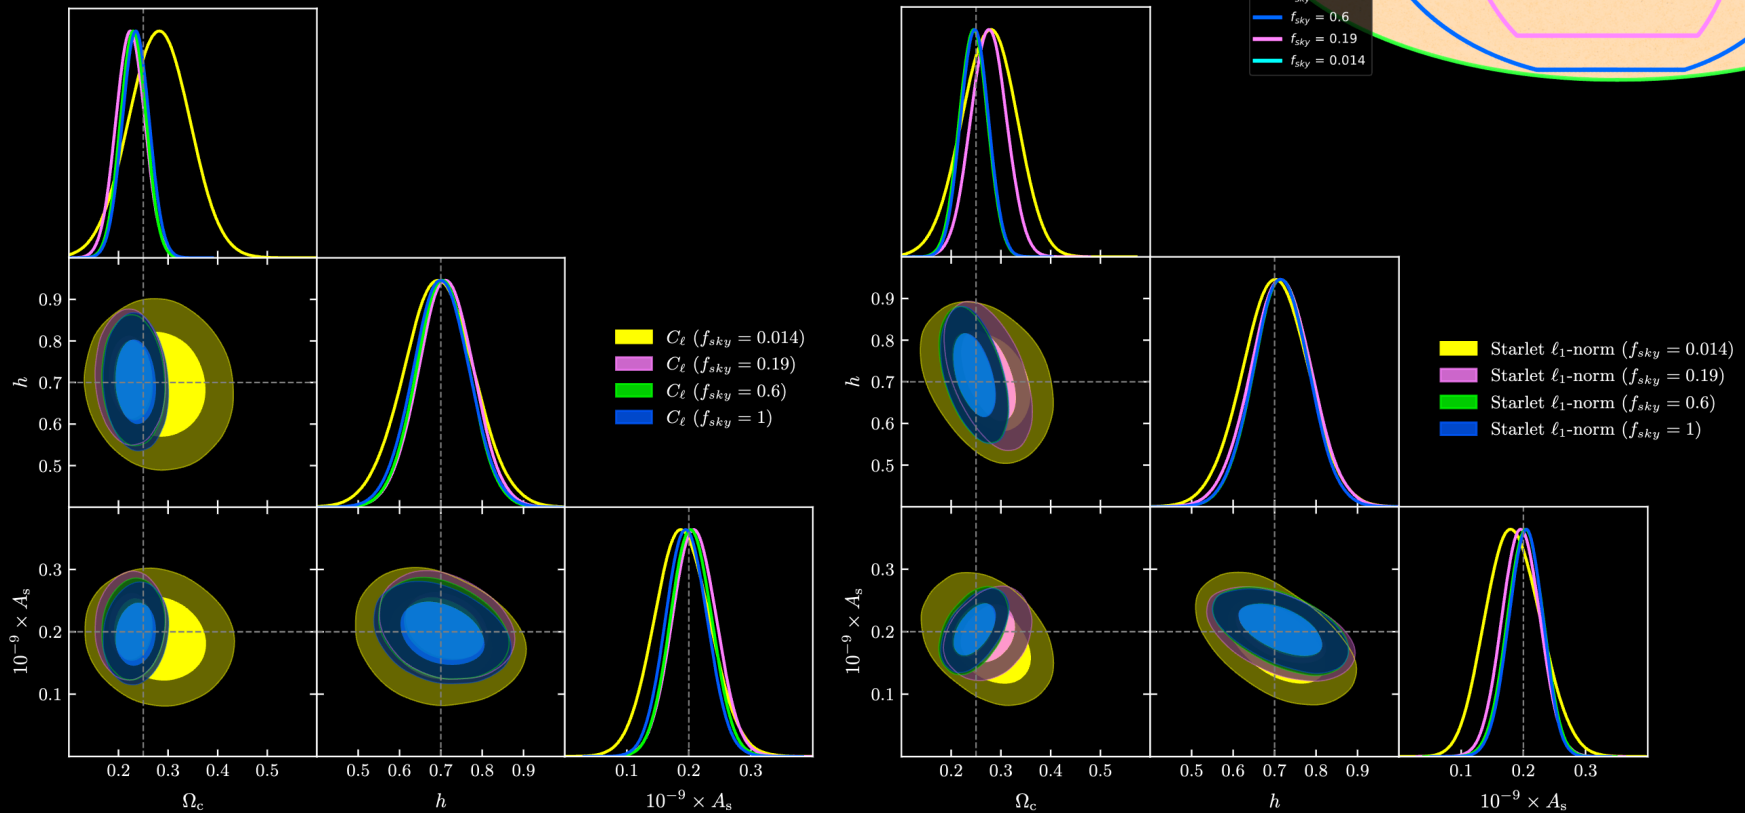 f_sky = 0.6
f_sky = 0.19
f_sky = 0.014
0.9
0.8
0.7
0.6
0.5
h
C_ℓ (f_sky = 0.014)
C_ℓ (f_sky = 0.19)
C_ℓ (f_sky = 0.6)
C_ℓ (f_sky = 1)
0.3
0.2
0.1
10^-9 × A_s
0.2 0.3 0.4 0.5
0.5 0.6 0.7 0.8 0.9
0.1 0.2 0.3
Ω_c
h
10^-9 × A_s
0.9
0.8
0.7
0.6
0.5
h
Starlet ℓ_1-norm (f_sky = 0.014)
Starlet ℓ_1-norm (f_sky = 0.19)
Starlet ℓ_1-norm (f_sky = 0.6)
Starlet ℓ_1-norm (f_sky = 1)
0.3
0.2
0.1
10^-9 × A_s
0.2 0.3 0.4 0.5
0.5 0.6 0.7 0.8 0.9
0.1 0.2 0.3
Ω_c
h
10^-9 × A_s